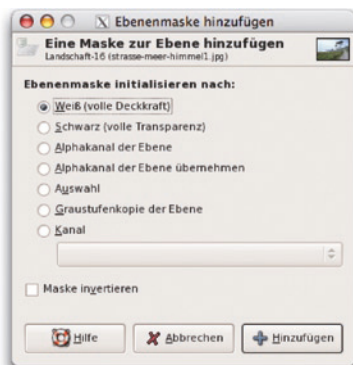 Ebenenmaske hinzufügen
Eine Maske zur Ebene hinzufügen
Landschaft-16 (strasse-meer-himmel1.jpg)
Ebenenmaske initialisieren nach:
Weiß (volle Deckkraft)
Schwarz (volle Transparenz)
Alphakanal der Ebene
Alphakanal der Ebene übernehmen
Auswahl
Graustufenkopie der Ebene
Kanal
Maske invertieren
Hilfe Abbrechen Hinzufügen